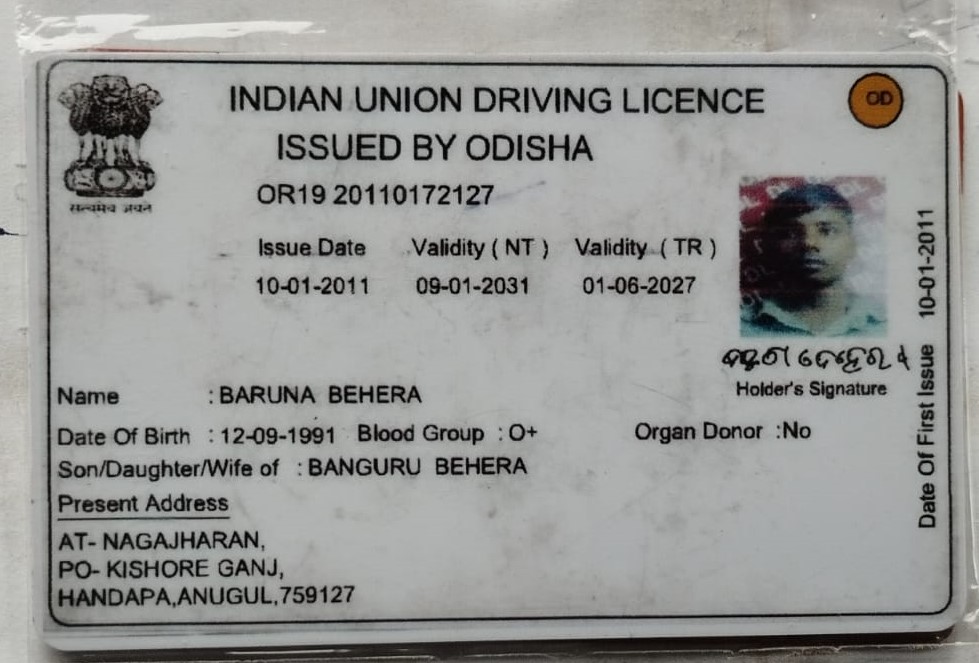 INDIAN UNION DRIVING LICENCE
OD
ISSUED BY ODISHA
OR19 20110172127
सत्यमेव जयते
Issue Date Validity ( NT ) Validity ( TR )
10-01-2011 09-01-2031 01-06-2027
Holder's Signature
Date Of First Issue 10-01-2011
Name : BARUNA BEHERA
Date Of Birth : 12-09-1991 Blood Group : O+ Organ Donor :No
Son/Daughter/Wife of : BANGURU BEHERA
Present Address
AT- NAGAJHARAN,
PO- KISHORE GANJ,
HANDAPA,ANUGUL,759127